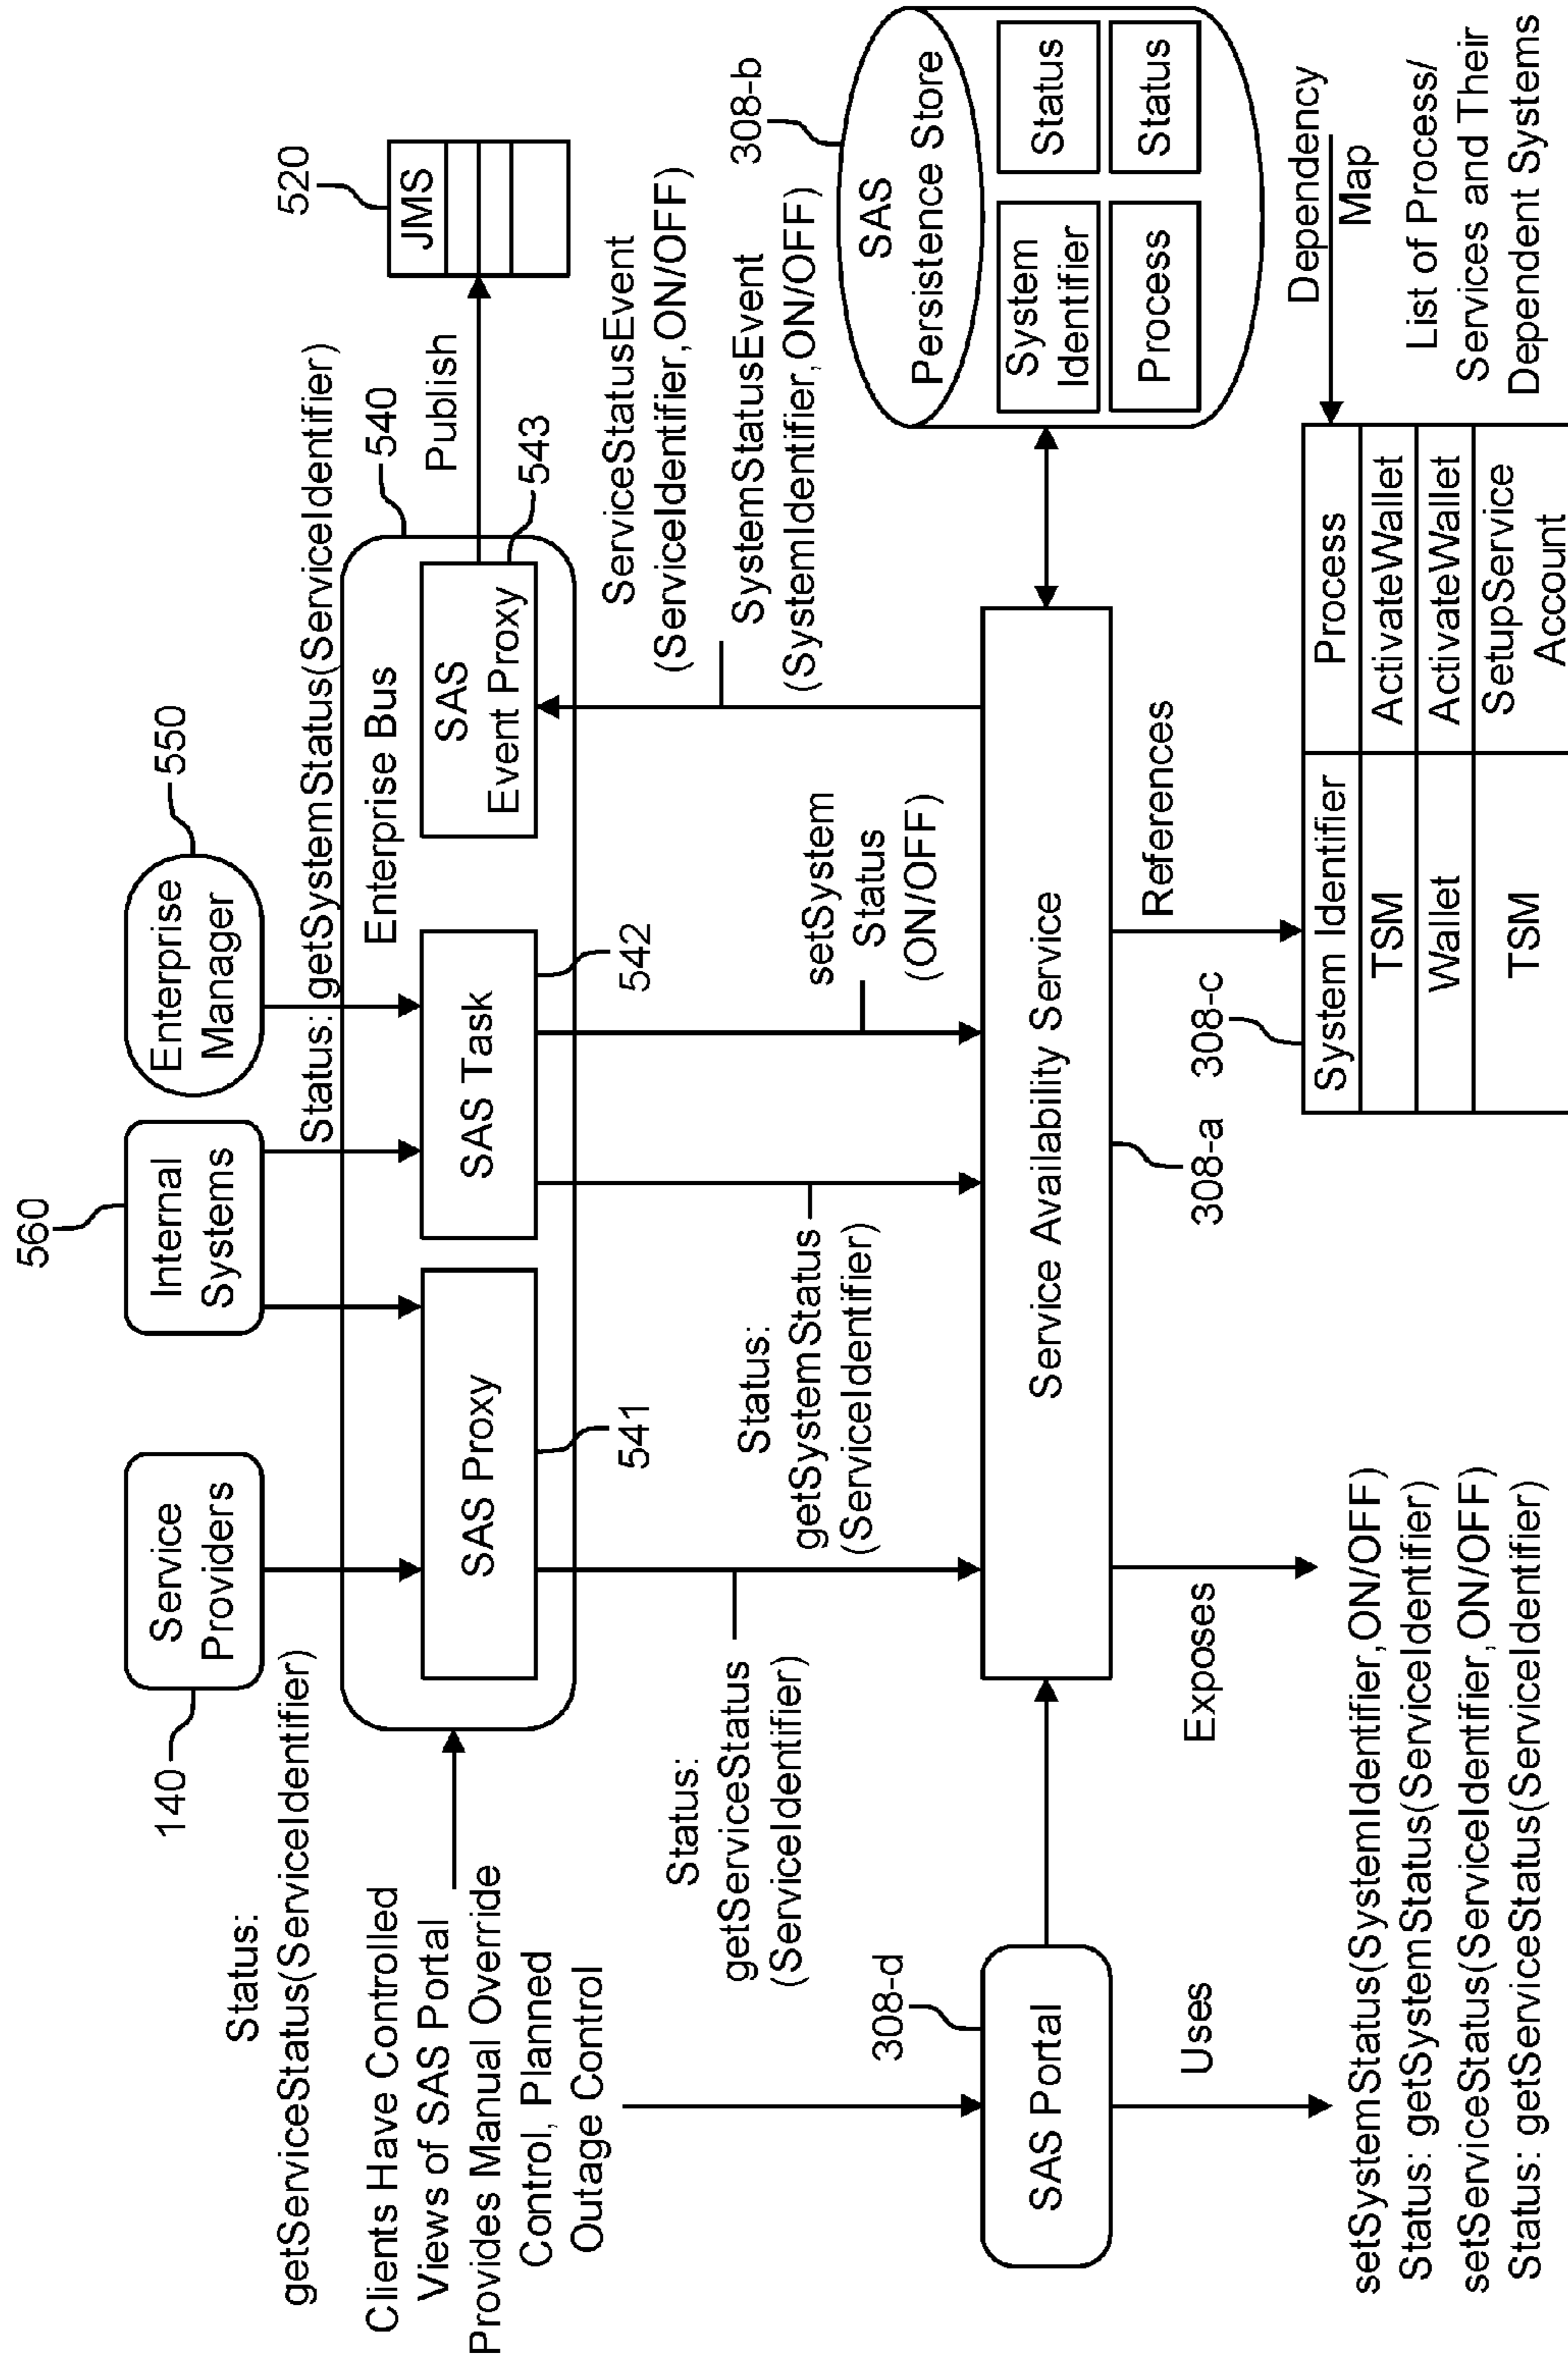 560
550
520
140
Service
Providers
Internal
Systems
Enterprise
Manager
JMS
Status:
getServiceStatus(ServiceIdentifier)
Status: getSystemStatus(ServiceIdentifier)
540
Publish
Clients Have Controlled
Views of SAS Portal
Provides Manual Override
Control, Planned
Outage Control
Enterprise Bus
SAS Proxy
SAS Task
SAS
Event Proxy
541
542
543
Status:
getServiceStatus
(ServiceIdentifier)
Status:
getSystemStatus
(ServiceIdentifier)
setSystem
Status
(ON/OFF)
ServiceStatusEvent
(ServiceIdentifier,ON/OFF)
SystemStatusEvent
(SystemIdentifier,ON/OFF)
308-b
SAS
Persistence Store
System
Identifier
Status
Process
Status
308-d
SAS Portal
Service Availability Service
308-a
Uses
Exposes
References
308-c
setSystemStatus(SystemIdentifier,ON/OFF)
Status: getSystemStatus(ServiceIdentifier)
setServiceStatus(ServiceIdentifier,ON/OFF)
Status: getServiceStatus(ServiceIdentifier)
System Identifier Process
TSM ActivateWallet
Wallet ActivateWallet
TSM SetupService
Account
Dependency
Map
List of Process/
Services and Their
Dependent Systems